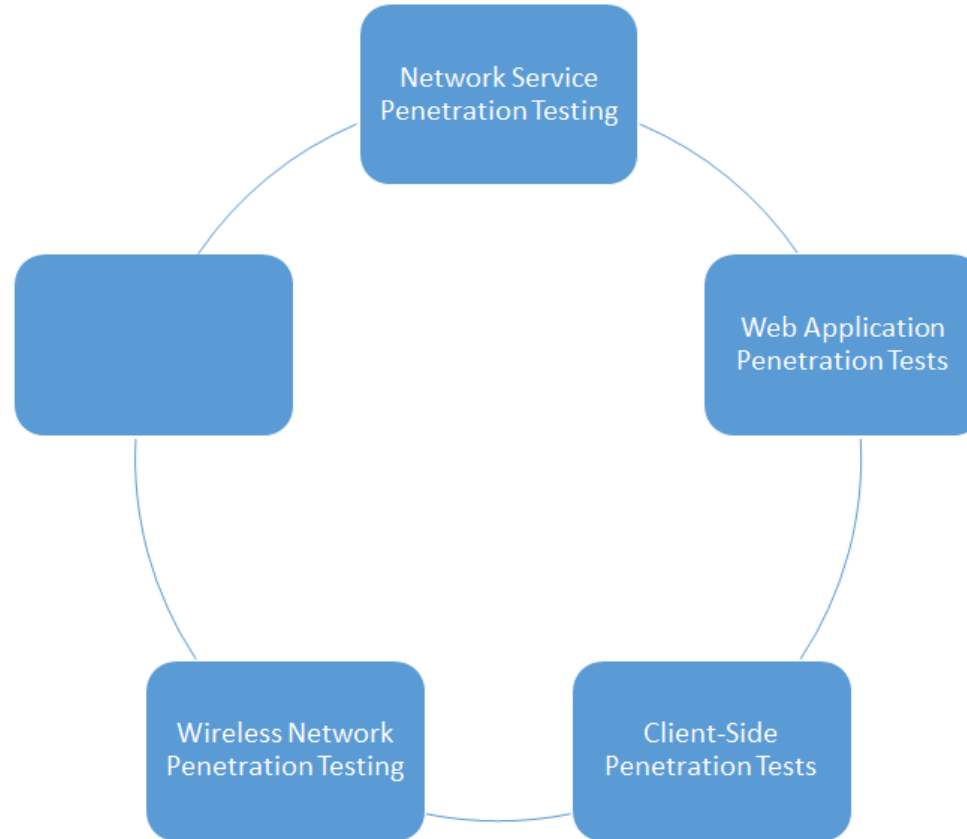 Network Service
Penetration Testing
Web Application
Penetration Tests
Client-Side
Penetration Tests
Wireless Network
Penetration Testing